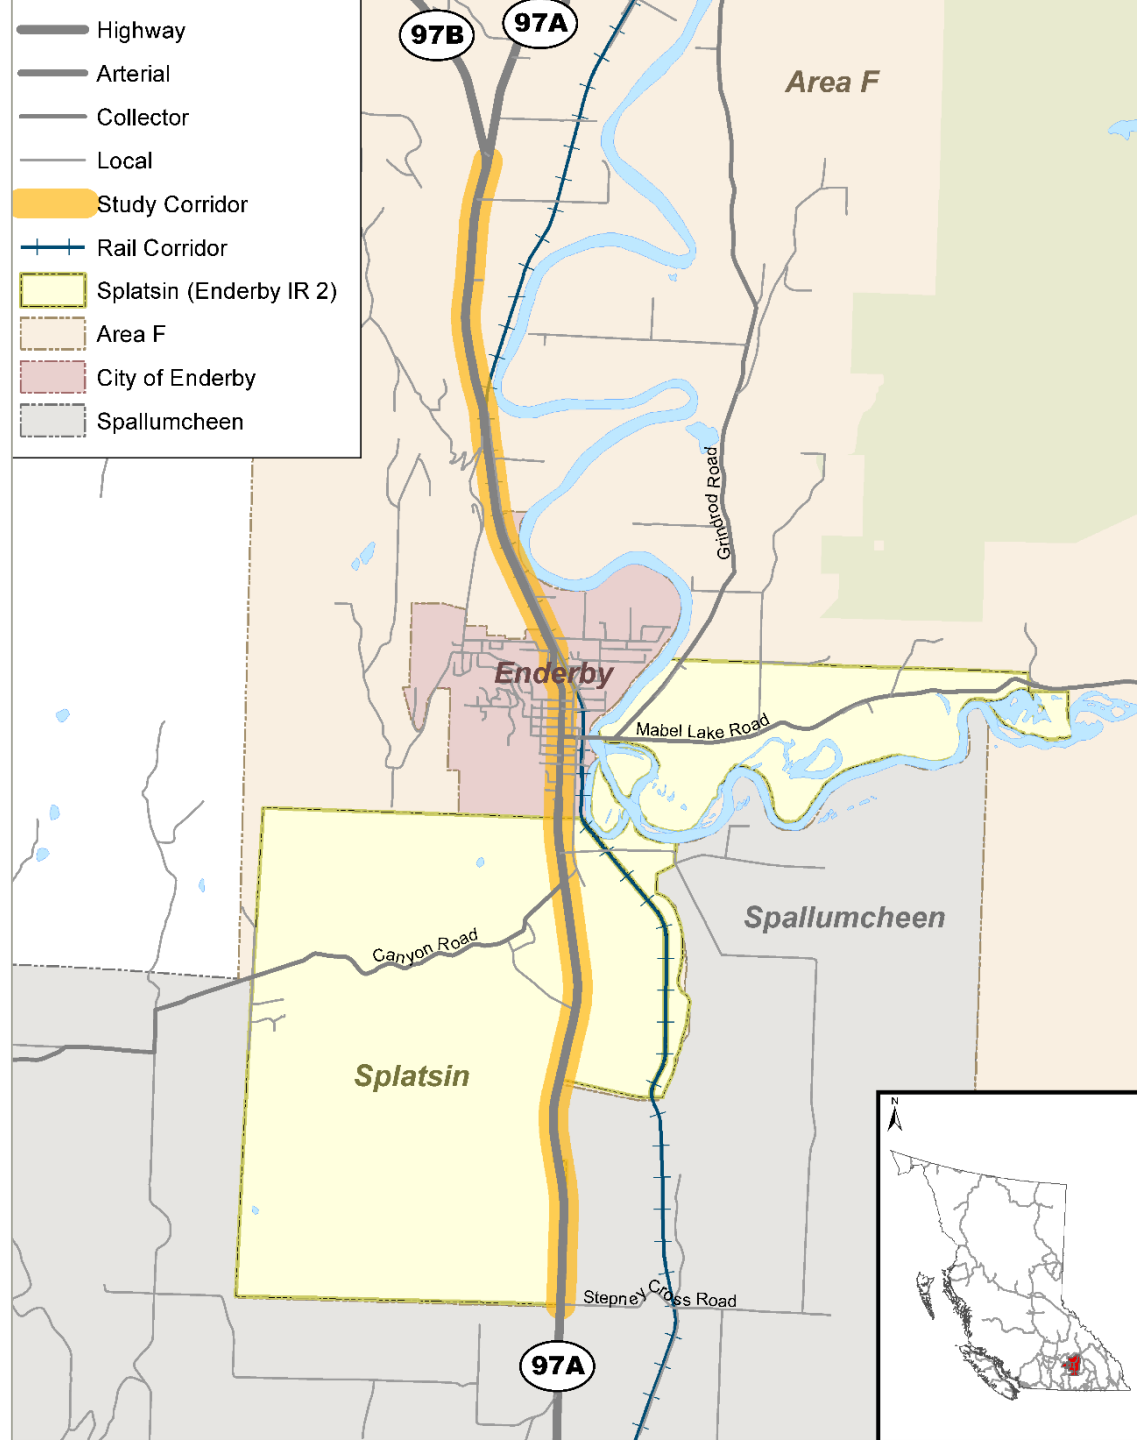 Highway
Arterial
Collector
Local
Study Corridor
Rail Corridor
Splatsin (Enderby IR 2)
Area F
City of Enderby
Spallumcheen
97B
97A
Area F
Grindrod Road
Enderby
Mabel Lake Road
Spallumcheen
Canyon Road
Splatsin
Stepney Cross Road
97A
N